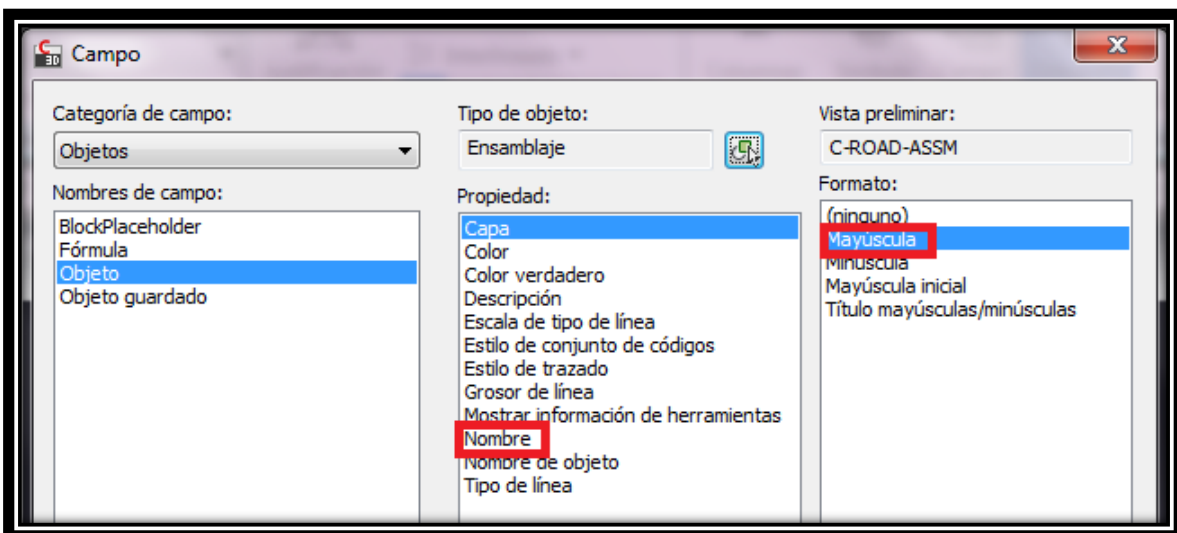 C3D Campo
X
Categoría de campo:
Objetos
Nombres de campo:
BlockPlaceholder
Fórmula
Objeto
Objeto guardado
Tipo de objeto:
Ensamblaje
Propiedad:
Capa
Color
Color verdadero
Descripción
Escala de tipo de línea
Estilo de conjunto de códigos
Estilo de trazado
Grosor de línea
Mostrar información de herramientas
Nombre
Nombre de objeto
Tipo de línea
Vista preliminar:
C-ROAD-ASSM
Formato:
(ninguno)
Mayúscula
Minúscula
Mayúscula inicial
Título mayúsculas/minúsculas